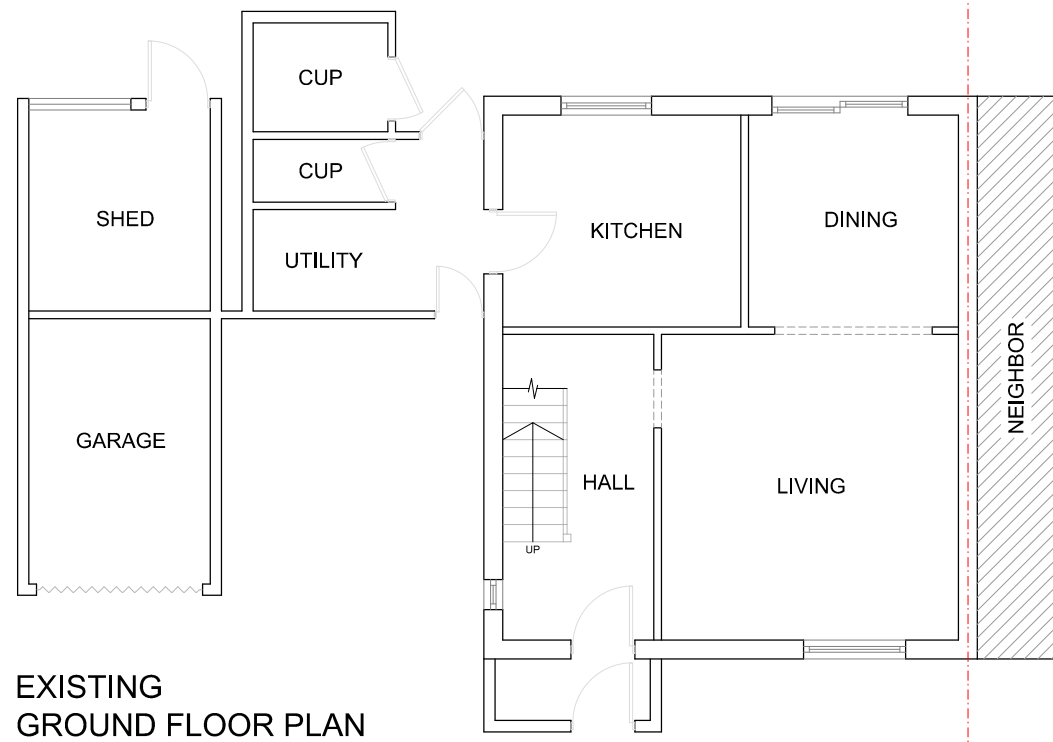 CUP
CUP
SHED
UTILITY
KITCHEN
DINING
NEIGHBOR
GARAGE
HALL
LIVING
UP
EXISTING
GROUND FLOOR PLAN